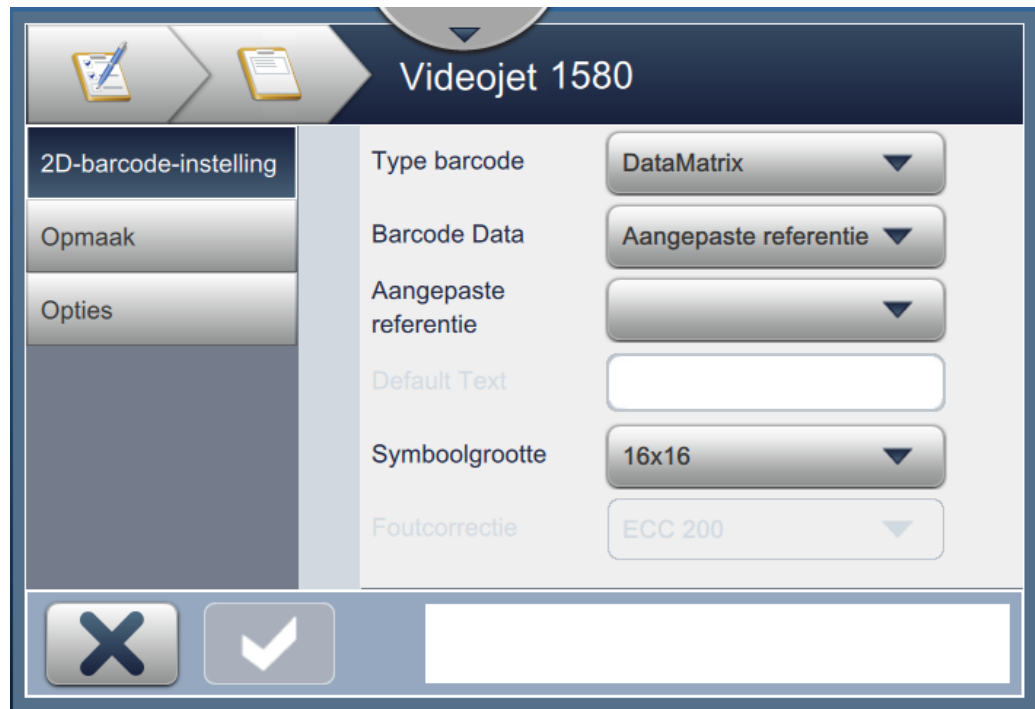 Videojet 1580
2D-barcode-instelling
Opmaak
Opties
Type barcode
DataMatrix
Barcode Data
Aangepaste referentie
Aangepaste
referentie
Default Text
Symboolgrootte
16x16
Foutcorrectie
ECC 200